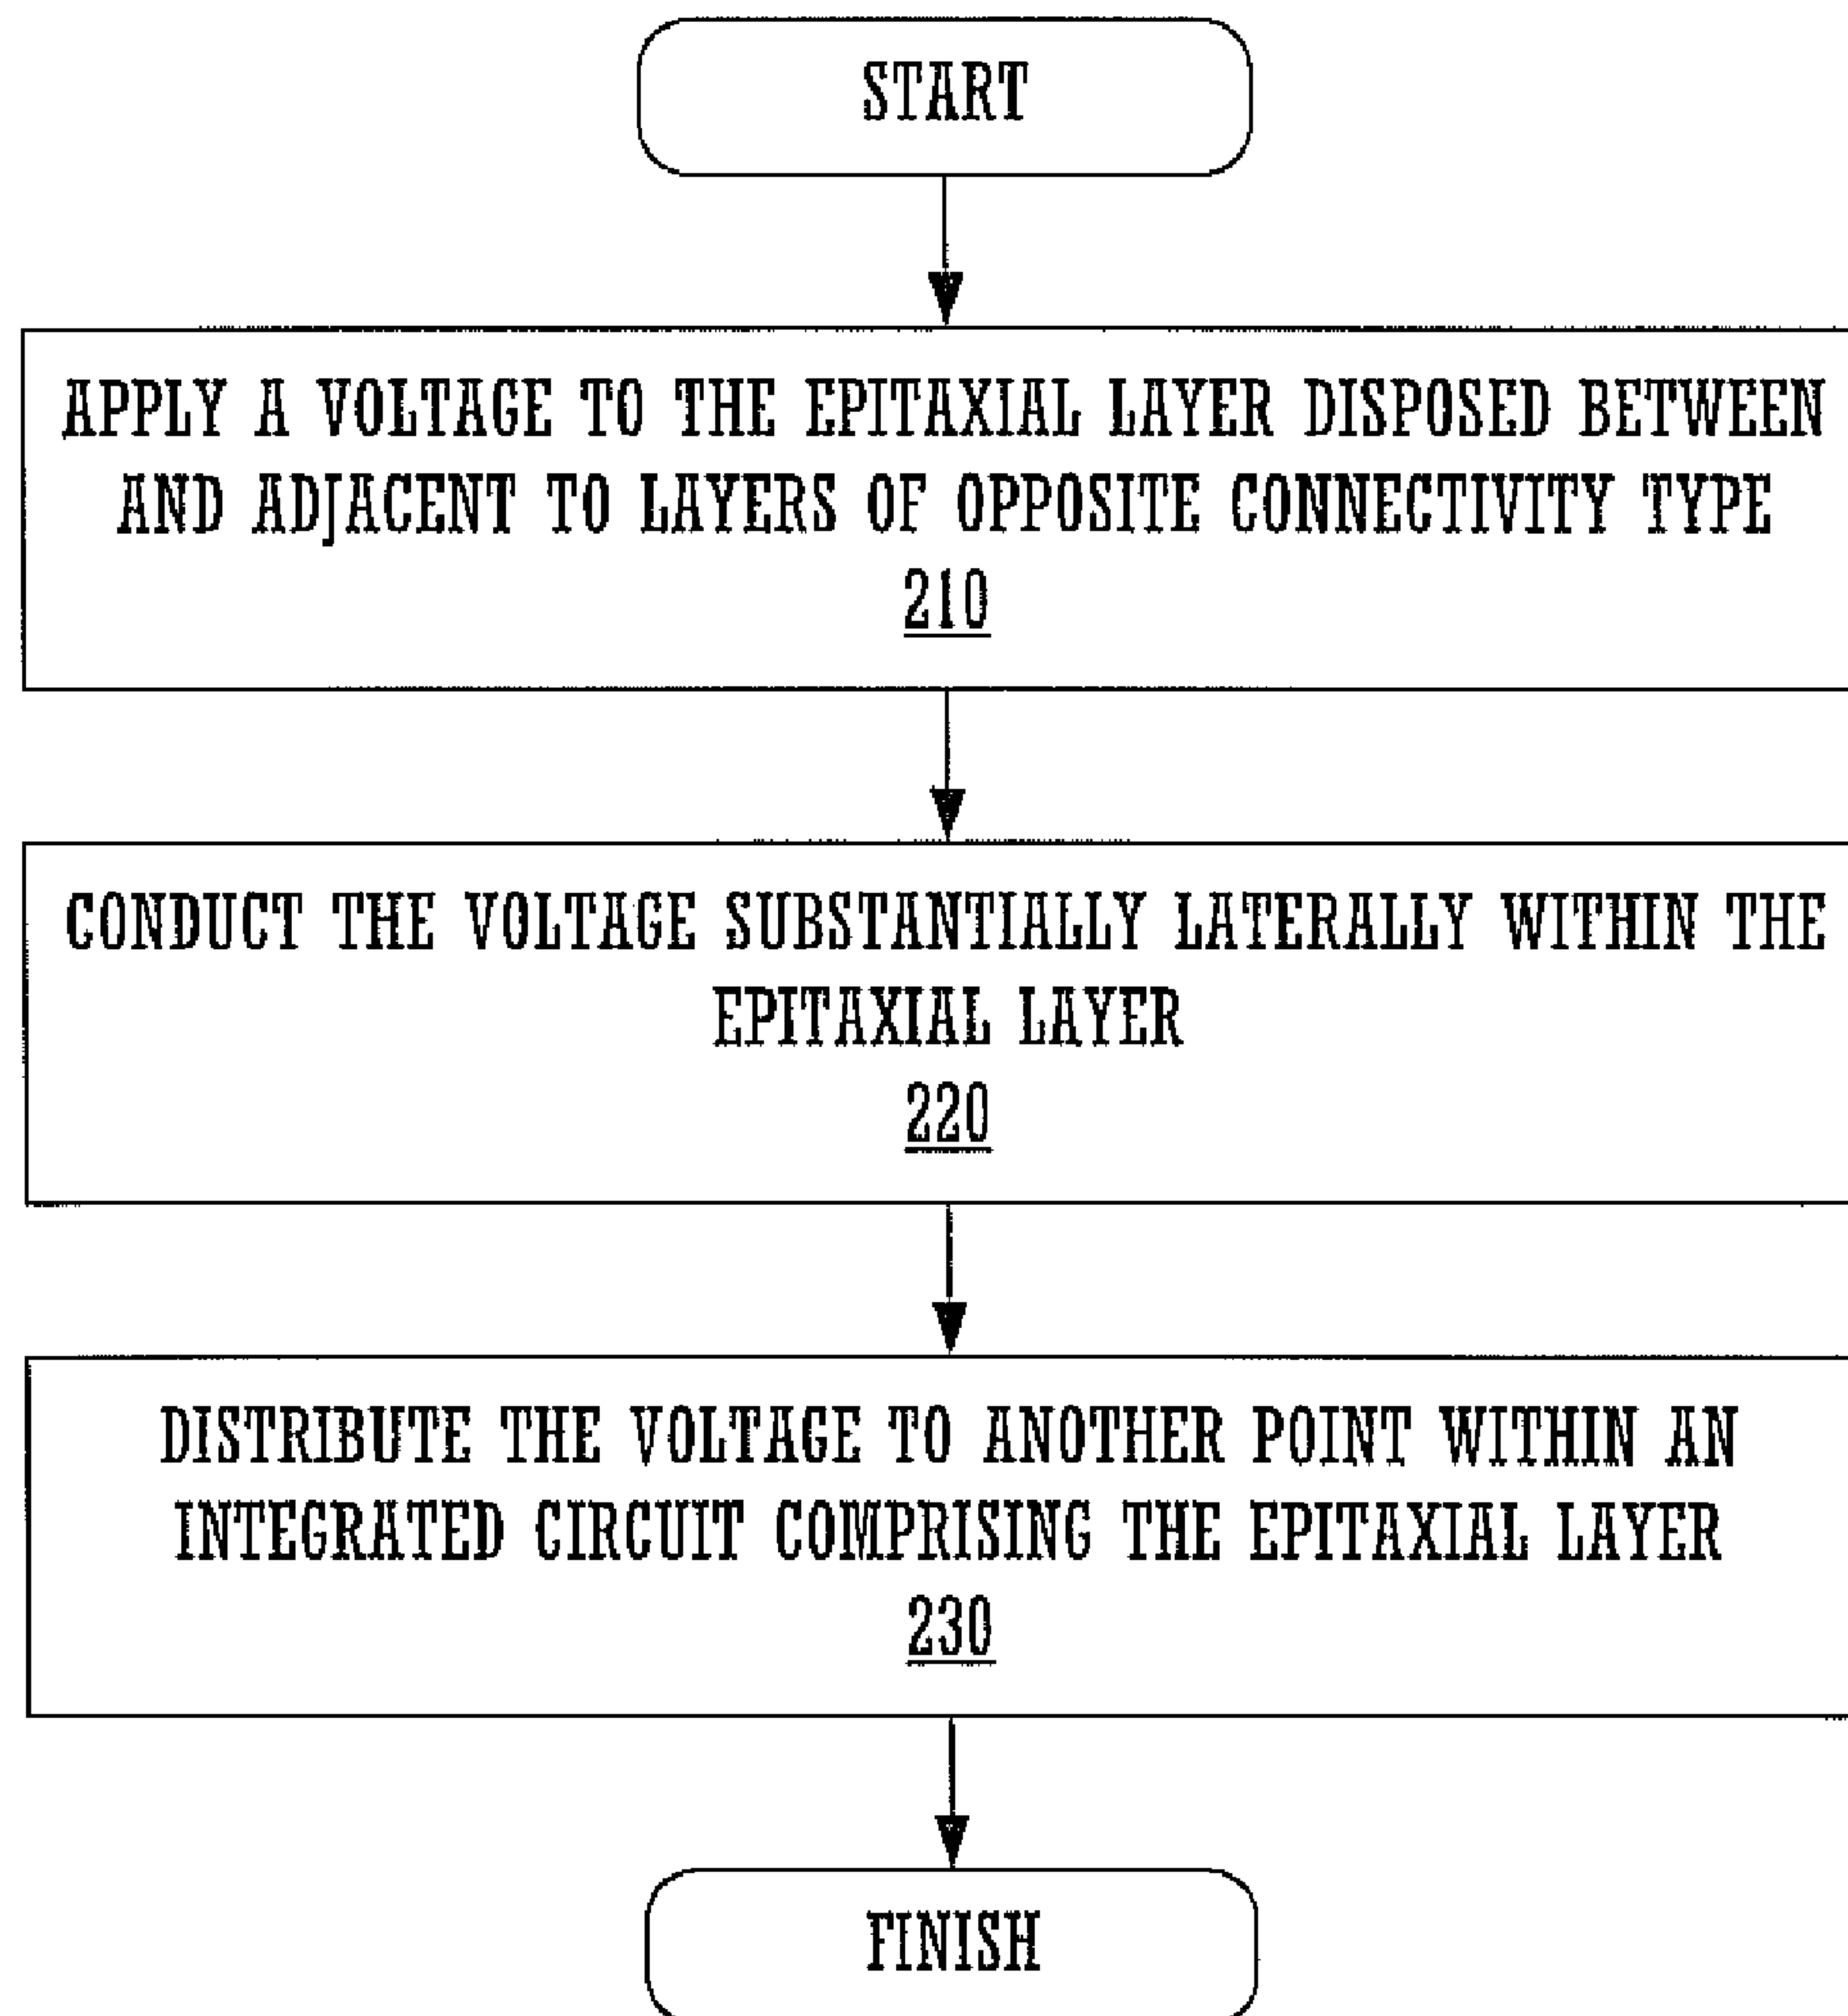 START
APPLY A VOLTAGE TO THE EPITAXIAL LAYER DISPOSED BETWEEN
AND ADJACENT TO LAYERS OF OPPOSITE CONNECTIVITY TYPE
210
CONDUCT THE VOLTAGE SUBSTANTIALLY LATERALLY WITHIN THE
EPITAXIAL LAYER
220
DISTRIBUTE THE VOLTAGE TO ANOTHER POINT WITHIN AN
INTEGRATED CIRCUIT COMPRISING THE EPITAXIAL LAYER
230
FINISH